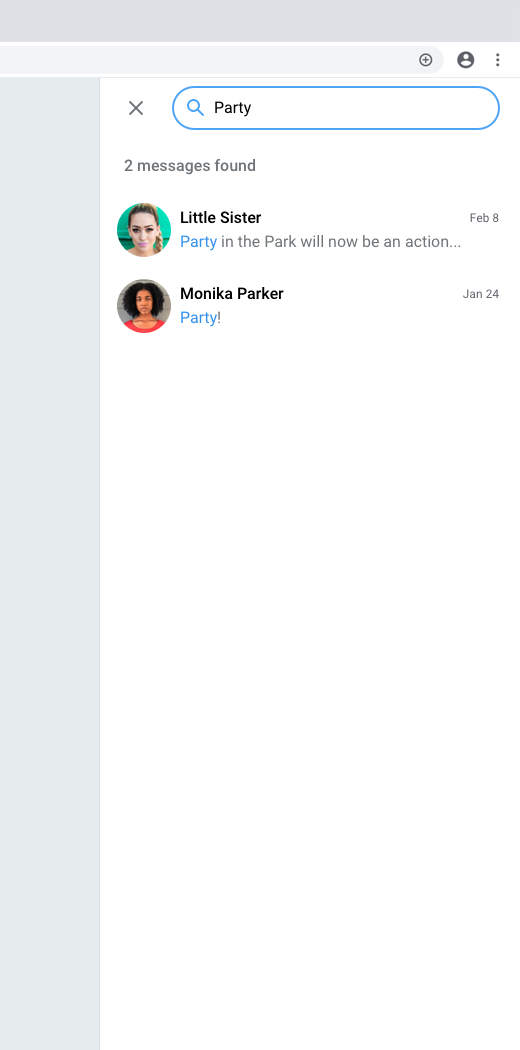 Party
2 messages found
Little Sister
Feb 8
Party in the Park will now be an action...
Monika Parker
Jan 24
Party!